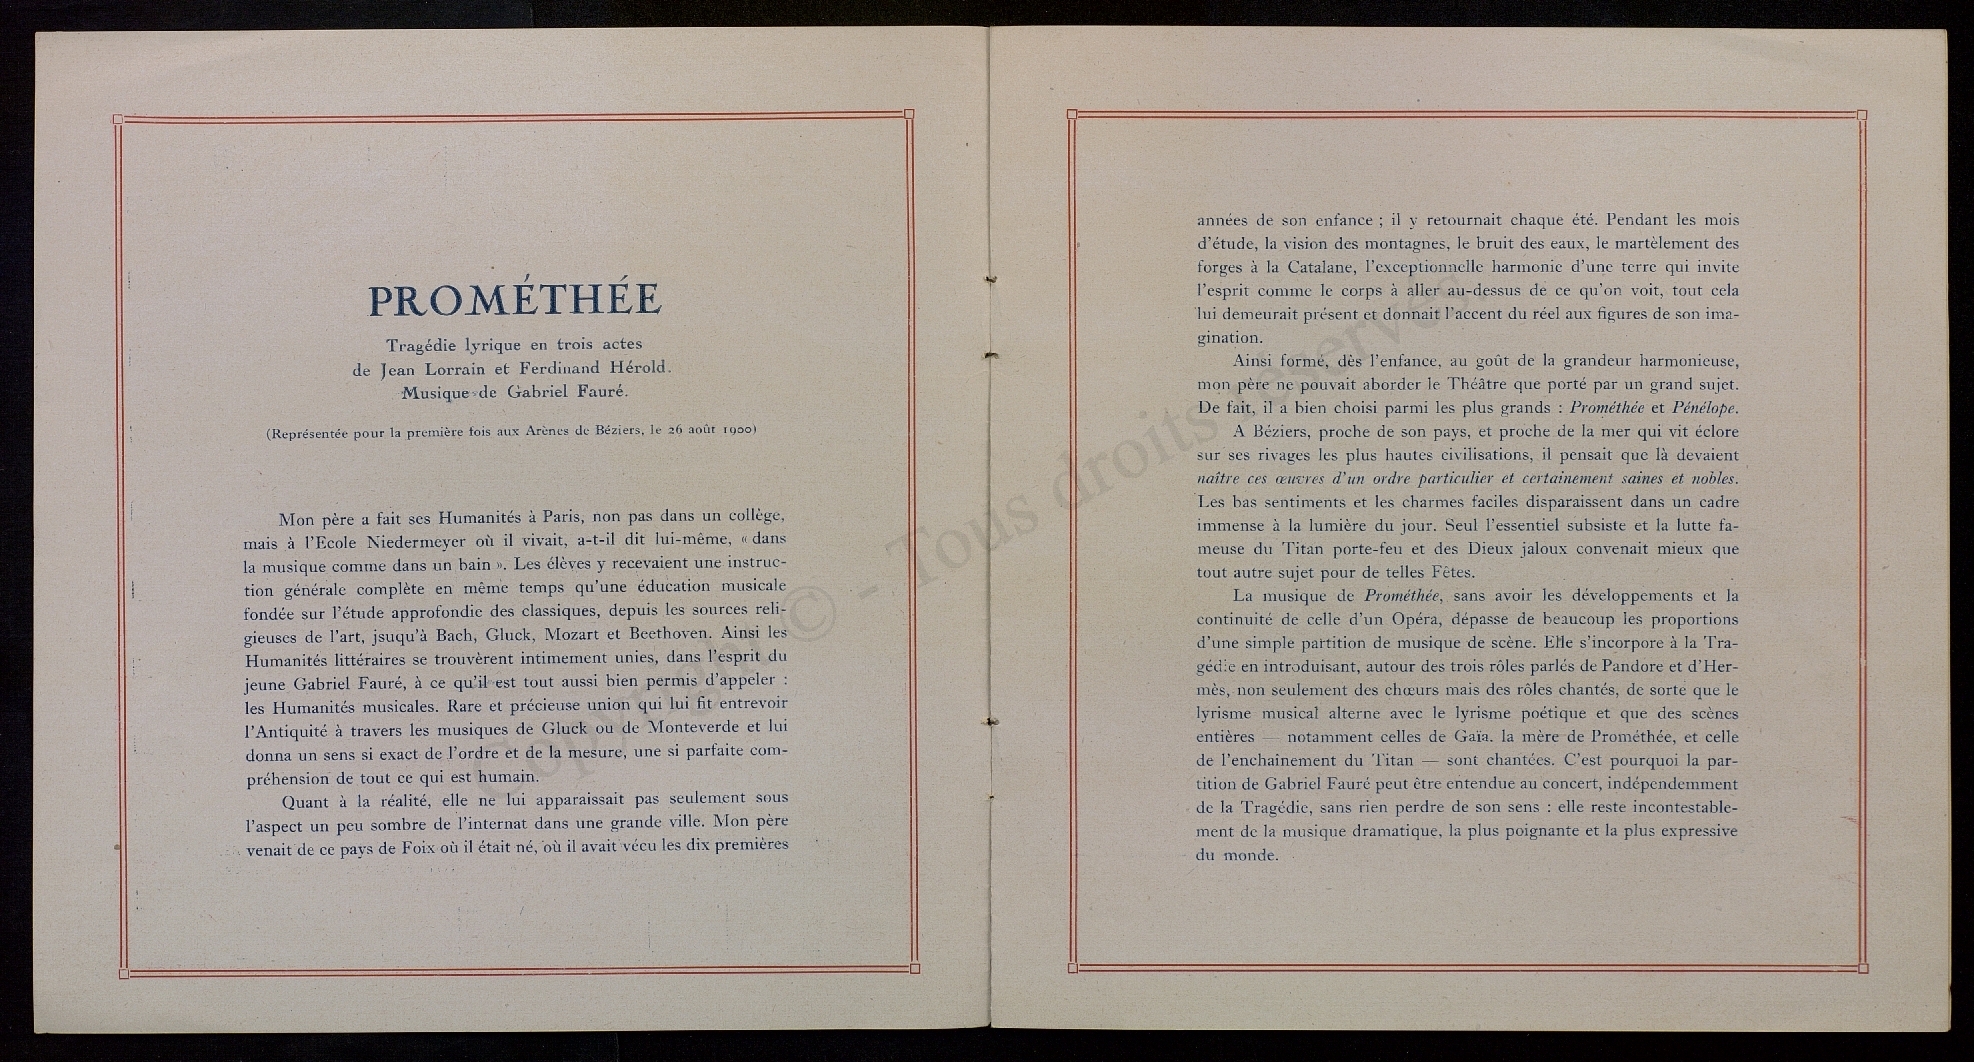 PROMÉTHÉE
Tragédie lyrique en trois actes
de Jean Lorrain et Ferdinand Hérold.
Musique de Gabriel Fauré.
(Représentée pour la première fois aux Arènes de Béziers, le 26 août 1900)
Mon père a fait ses Humanités à Paris, non pas dans un collège,
mais à l'Ecole Niedermeyer où il vivait, a-t-il dit lui-même, « dans
la musique comme dans un bain ». Les élèves y recevaient une instruc-
tion générale complète en même temps qu'une éducation musicale
fondée sur l'étude approfondie des classiques, depuis les sources reli-
gieuses de l'art, jsuqu'à Bach, Gluck, Mozart et Beethoven. Ainsi les
Humanités littéraires se trouvèrent intimement unies, dans l'esprit du
jeune Gabriel Fauré, à ce qu'il est tout aussi bien permis d'appeler :
les Humanités musicales. Rare et précieuse union qui lui fit entrevoir
l'Antiquité à travers les musiques de Gluck ou de Monteverde et lui
donna un sens si exact de l'ordre et de la mesure, une si parfaite com-
préhension de tout ce qui est humain.
Quant à la réalité, elle ne lui apparaissait pas seulement sous
l'aspect un peu sombre de l'internat dans une grande ville. Mon père
venait de ce pays de Foix où il était né, où il avait vécu les dix premières
années de son enfance ; il y retournait chaque été. Pendant les mois
d'étude, la vision des montagnes, le bruit des eaux, le martèlement des
forges à la Catalane, l'exceptionnelle harmonie d'une terre qui invite
l'esprit comme le corps à aller au-dessus de ce qu'on voit, tout cela
lui demeurait présent et donnait l'accent du réel aux figures de son ima-
gination.
Ainsi formé, dès l'enfance, au goût de la grandeur harmonieuse,
mon père ne pouvait aborder le Théâtre que porté par un grand sujet.
De fait, il a bien choisi parmi les plus grands : Prométhée et Pénélope.
A Béziers, proche de son pays, et proche de la mer qui vit éclore
sur ses rivages les plus hautes civilisations, il pensait que là devaient
naître ces œuvres d'un ordre particulier et certainement saines et nobles.
Les bas sentiments et les charmes faciles disparaissent dans un cadre
immense à la lumière du jour. Seul l'essentiel subsiste et la lutte fa-
meuse du Titan porte-feu et des Dieux jaloux convenait mieux que
tout autre sujet pour de telles Fêtes.
La musique de Prométhée, sans avoir les développements et la
continuité de celle d'un Opéra, dépasse de beaucoup les proportions
d'une simple partition de musique de scène. Elle s'incorpore à la Tra-
gédie en introduisant, autour des trois rôles parlés de Pandore et d'Her-
mès, non seulement des chœurs mais des rôles chantés, de sorte que le
lyrisme musical alterne avec le lyrisme poétique et que des scènes
entières — notamment celles de Gaïa. la mère de Prométhée, et celle
de l'enchaînement du Titan — sont chantées. C'est pourquoi la par-
tition de Gabriel Fauré peut être entendue au concert, indépendemment
de la Tragédie, sans rien perdre de son sens : elle reste incontestable-
ment de la musique dramatique, la plus poignante et la plus expressive
du monde.
Copyright © - Tous droits réservés